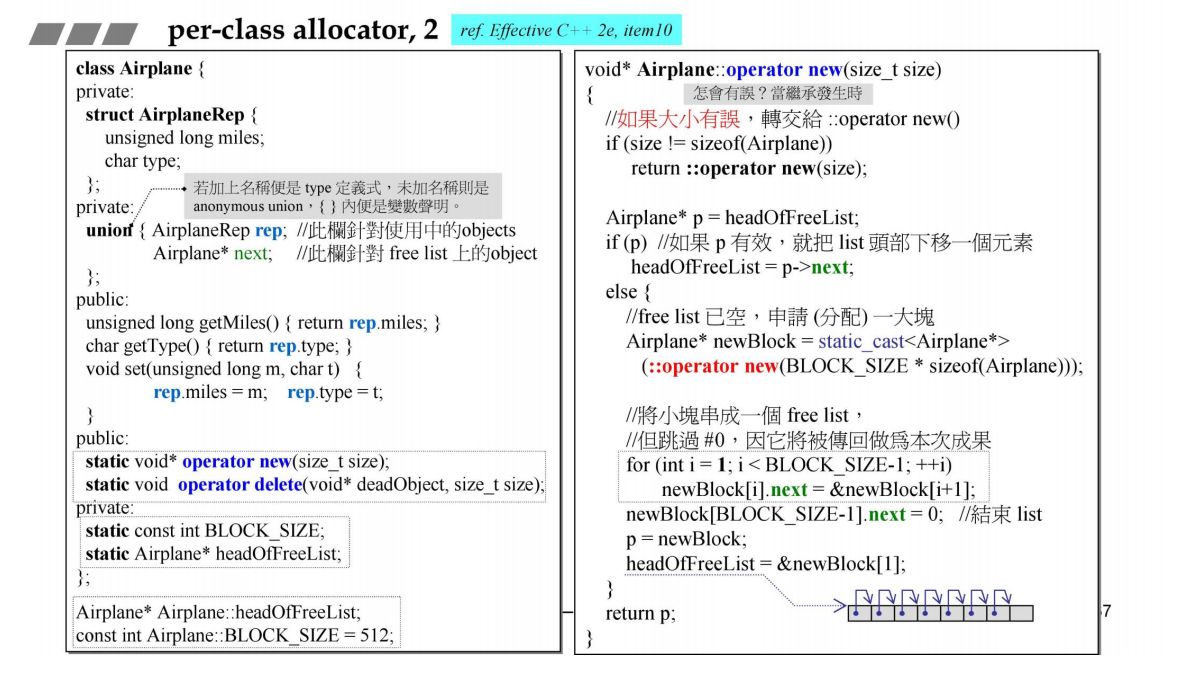 per-class allocator, 2
ref. Effective C++ 2e, item10
class Airplane {
private:
struct AirplaneRep {
unsigned long miles;
char type;
};
若加上名稱便是 type 定義式，未加名稱則是
anonymous union，{ } 內便是變數聲明。
private:
union { AirplaneRep rep; //此欄針對使用中的objects
Airplane* next; //此欄針對 free list 上的object
};
public:
unsigned long getMiles() { return rep.miles; }
char getType() { return rep.type; }
void set(unsigned long m, char t) {
rep.miles = m; rep.type = t;
}
public:
static void* operator new(size_t size);
static void operator delete(void* deadObject, size_t size);
private:
static const int BLOCK_SIZE;
static Airplane* headOfFreeList;
};
Airplane* Airplane::headOfFreeList;
const int Airplane::BLOCK_SIZE = 512;
void* Airplane::operator new(size_t size)
{
怎會有誤？當繼承發生時
//如果大小有誤，轉交給 ::operator new()
if (size != sizeof(Airplane))
return ::operator new(size);
Airplane* p = headOfFreeList;
if (p) //如果 p 有效，就把 list 頭部下移一個元素
headOfFreeList = p->next;
else {
//free list 已空，申請 (分配) 一大塊
Airplane* newBlock = static_cast<Airplane*>
(::operator new(BLOCK_SIZE * sizeof(Airplane)));
//將小塊串成一個 free list，
//但跳過 #0，因它將被傳回做爲本次成果
for (int i = 1; i < BLOCK_SIZE-1; ++i)
newBlock[i].next = &newBlock[i+1];
newBlock[BLOCK_SIZE-1].next = 0; //結束 list
p = newBlock;
headOfFreeList = &newBlock[1];
}
return p;
}
7